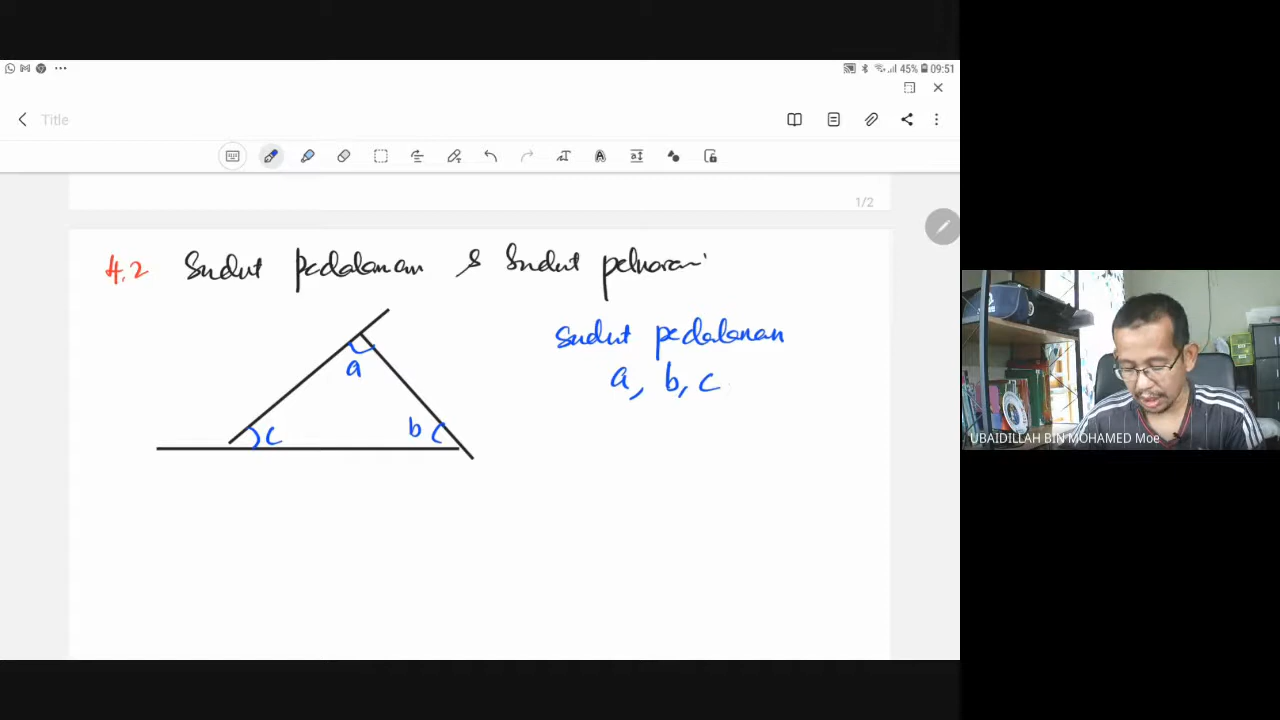 45% 09:51
Title
1/2
4.2 Sudut pedalaman & Sudut peluaran
a
b
c
Sudut pedalaman
a, b, c
UBAIDILLAH BIN MOHAMED Moe